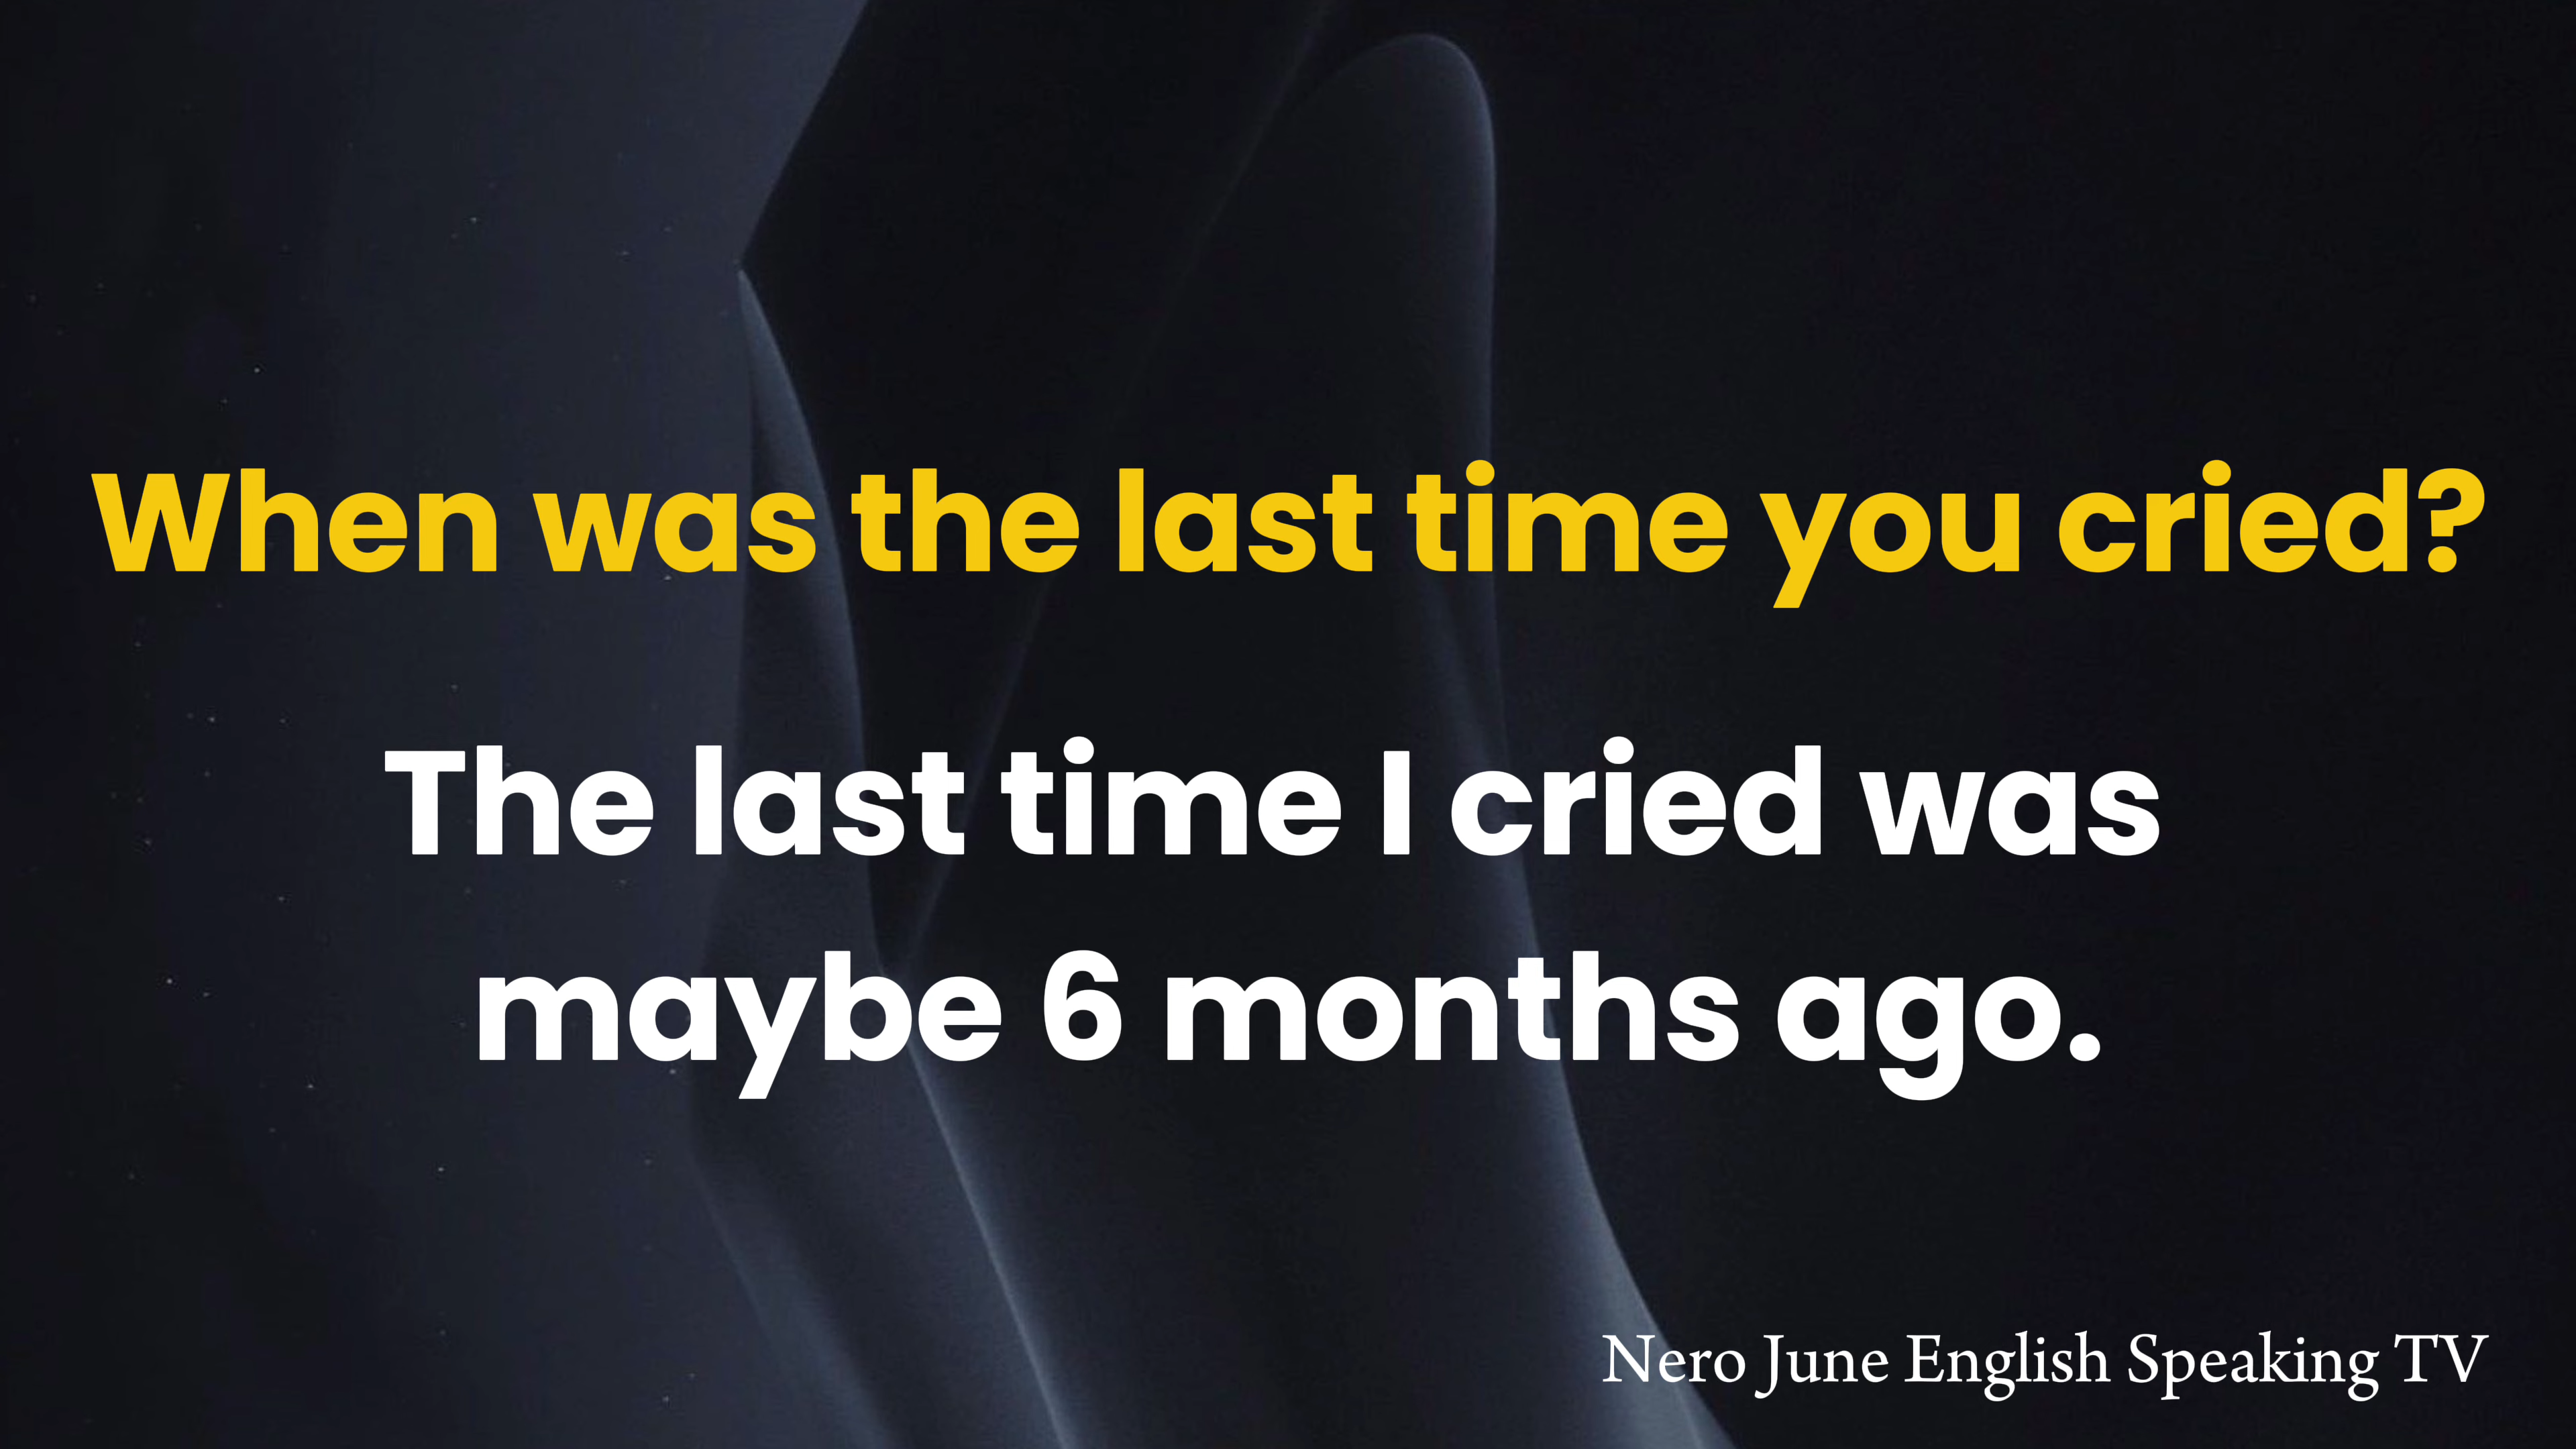 When was the last time you cried?
The last time I cried was
maybe 6 months ago.
Nero June English Speaking TV